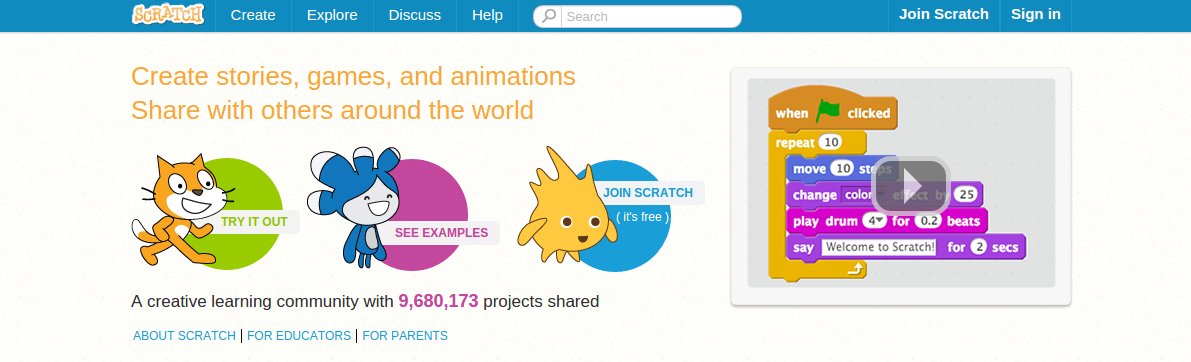 SCRATCH Create Explore Discuss Help Search Join Scratch Sign in
Create stories, games, and animations
Share with others around the world
TRY IT OUT
SEE EXAMPLES
JOIN SCRATCH
( it's free )
A creative learning community with 9,680,173 projects shared
ABOUT SCRATCH | FOR EDUCATORS | FOR PARENTS
when clicked
repeat 10
move 10 steps
change color effect by 25
play drum 4 for 0.2 beats
say Welcome to Scratch! for 2 secs